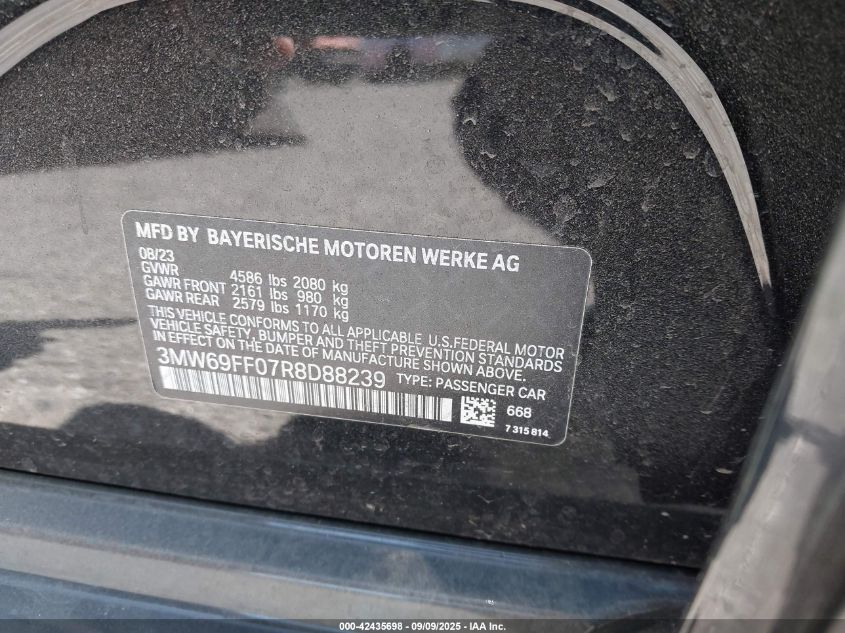 MFD BY BAYERISCHE MOTOREN WERKE AG
08/23
GVWR 4586 lbs 2080 kg
GAWR FRONT 2161 lbs 980 kg
GAWR REAR 2579 lbs 1170 kg
THIS VEHICLE CONFORMS TO ALL APPLICABLE U.S.FEDERAL MOTOR
VEHICLE SAFETY, BUMPER AND THEFT PREVENTION STANDARDS
IN EFFECT ON THE DATE OF MANUFACTURE SHOWN ABOVE.
3MW69FF07R8D88239 TYPE: PASSENGER CAR
668
7 315 814
000-42435698 - 09/09/2025 - IAA Inc.